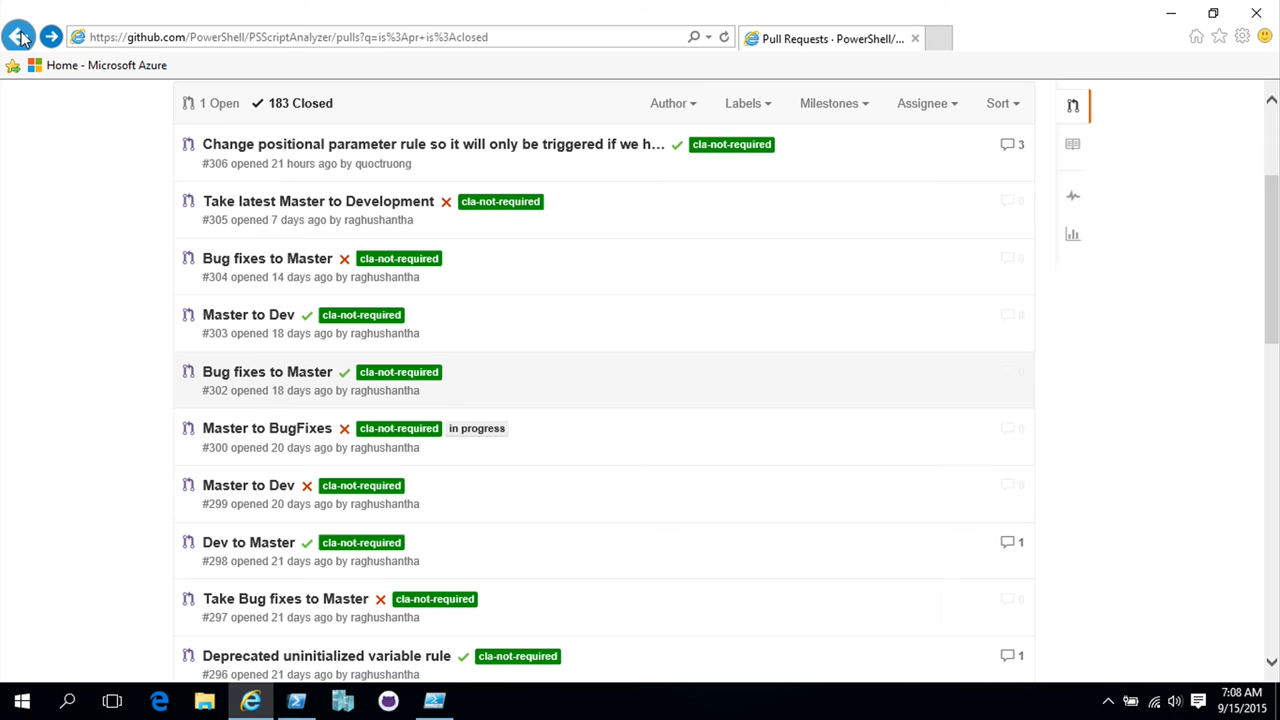 https://github.com/PowerShell/PSScriptAnalyzer/pulls?q=is%3Apr+is%3Aclosed
Pull Requests · PowerShell/...
Home - Microsoft Azure
1 Open 183 Closed Author Labels Milestones Assignee Sort
Change positional parameter rule so it will only be triggered if we h... cla-not-required 3
#306 opened 21 hours ago by quoctruong
Take latest Master to Development cla-not-required 0
#305 opened 7 days ago by raghushantha
Bug fixes to Master cla-not-required 0
#304 opened 14 days ago by raghushantha
Master to Dev cla-not-required 0
#303 opened 18 days ago by raghushantha
Bug fixes to Master cla-not-required 0
#302 opened 18 days ago by raghushantha
Master to BugFixes cla-not-required in progress 0
#300 opened 20 days ago by raghushantha
Master to Dev cla-not-required 0
#299 opened 20 days ago by raghushantha
Dev to Master cla-not-required 1
#298 opened 21 days ago by raghushantha
Take Bug fixes to Master cla-not-required 0
#297 opened 21 days ago by raghushantha
Deprecated uninitialized variable rule cla-not-required 1
#296 opened 21 days ago by raghushantha
7:08 AM
9/15/2015